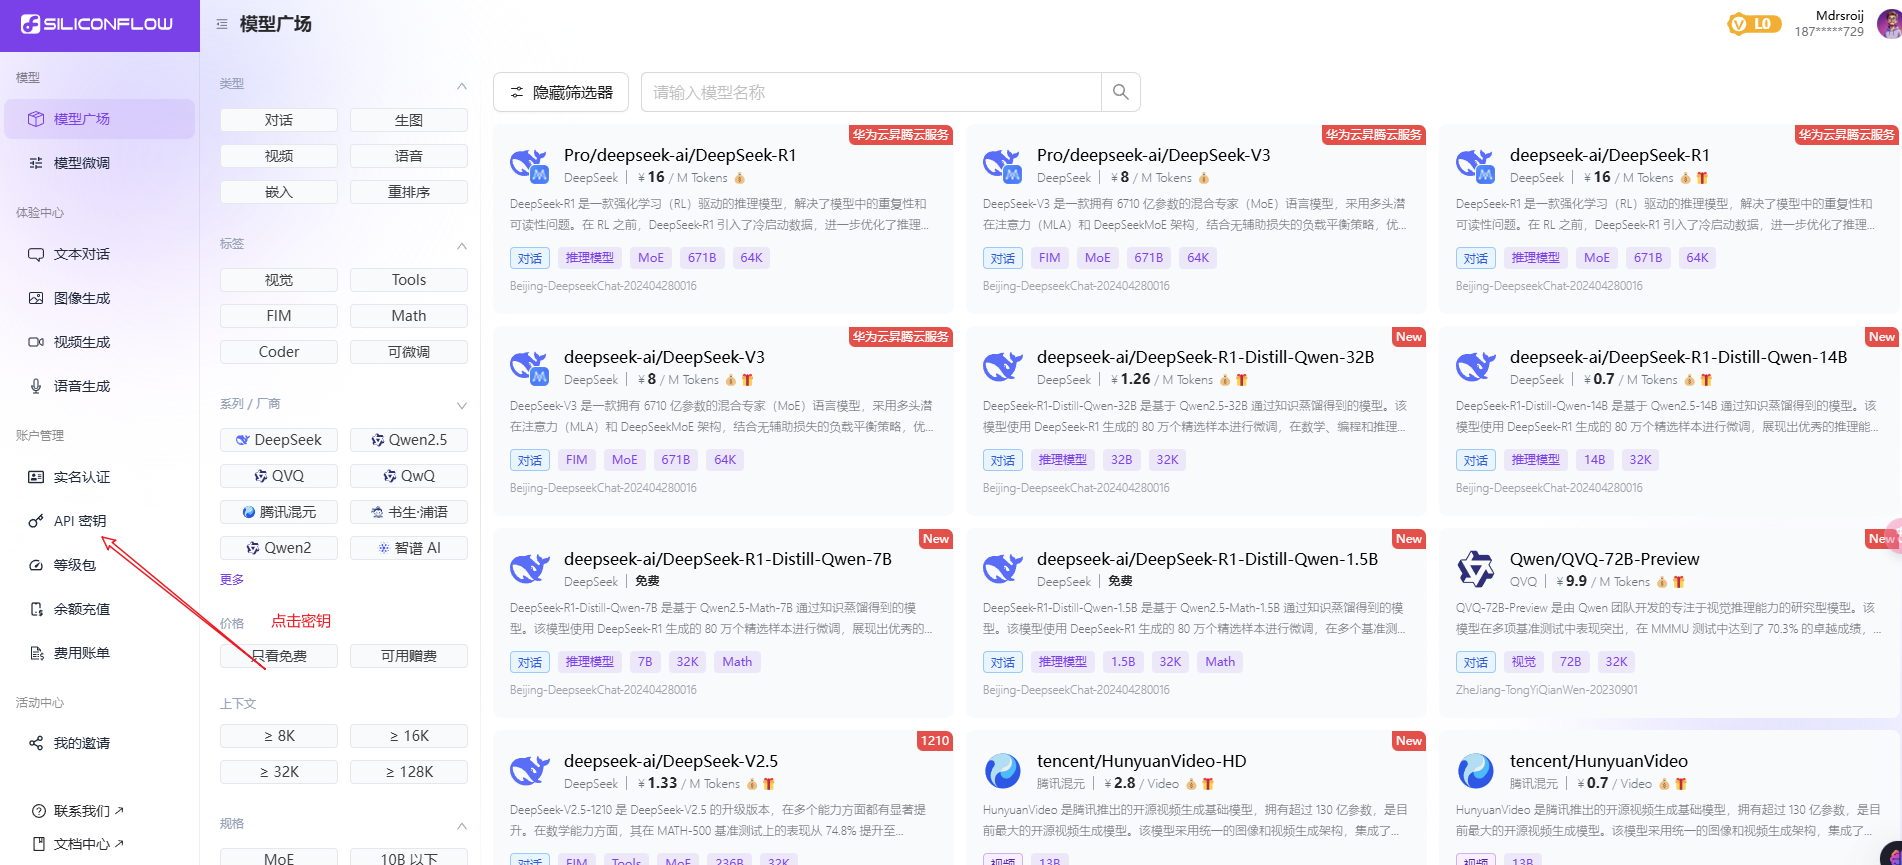 SILICONFLOW
模型
模型广场
模型微调
体验中心
文本对话
图像生成
视频生成
语音生成
账户管理
实名认证
API 密钥
等级包
余额充值
费用账单
活动中心
我的邀请
联系我们
文档中心
模型广场
L0
Mdrsroij
187*****729
类型
对话
生图
视频
语音
嵌入
重排序
标签
视觉
Tools
FIM
Math
Coder
可微调
系列 / 厂商
DeepSeek
Qwen2.5
QVQ
QwQ
腾讯混元
书生·浦语
Qwen2
智谱 AI
更多
价格
点击密钥
只看免费
可用赠费
上下文
≥ 8K
≥ 16K
≥ 32K
≥ 128K
规格
MoE
10B 以下
隐藏筛选器
请输入模型名称
华为云昇腾云服务
Pro/deepseek-ai/DeepSeek-R1
DeepSeek | ¥ 16 / M Tokens
DeepSeek-R1 是一款强化学习（RL）驱动的推理模型，解决了模型中的重复性和
可读性问题。在 RL 之前，DeepSeek-R1 引入了冷启动数据，进一步优化了推理...
对话 推理模型 MoE 671B 64K
Beijing-DeepseekChat-202404280016
华为云昇腾云服务
Pro/deepseek-ai/DeepSeek-V3
DeepSeek | ¥ 8 / M Tokens
DeepSeek-V3 是一款拥有 6710 亿参数的混合专家（MoE）语言模型，采用多头潜
在注意力（MLA）和 DeepSeekMoE 架构，结合无辅助损失的负载平衡策略，优...
对话 FIM MoE 671B 64K
Beijing-DeepseekChat-202404280016
华为云昇腾云服务
deepseek-ai/DeepSeek-R1
DeepSeek | ¥ 16 / M Tokens
DeepSeek-R1 是一款强化学习（RL）驱动的推理模型，解决了模型中的重复性和
可读性问题。在 RL 之前，DeepSeek-R1 引入了冷启动数据，进一步优化了推理...
对话 推理模型 MoE 671B 64K
Beijing-DeepseekChat-202404280016
华为云昇腾云服务
deepseek-ai/DeepSeek-V3
DeepSeek | ¥ 8 / M Tokens
DeepSeek-V3 是一款拥有 6710 亿参数的混合专家（MoE）语言模型，采用多头潜
在注意力（MLA）和 DeepSeekMoE 架构，结合无辅助损失的负载平衡策略，优...
对话 FIM MoE 671B 64K
Beijing-DeepseekChat-202404280016
New
deepseek-ai/DeepSeek-R1-Distill-Qwen-32B
DeepSeek | ¥ 1.26 / M Tokens
DeepSeek-R1-Distill-Qwen-32B 是基于 Qwen2.5-32B 通过知识蒸馏得到的模型。该
模型使用 DeepSeek-R1 生成的 80 万个精选样本进行微调，在数学、编程和推理...
对话 推理模型 32B 32K
Beijing-DeepseekChat-202404280016
New
deepseek-ai/DeepSeek-R1-Distill-Qwen-14B
DeepSeek | ¥ 0.7 / M Tokens
DeepSeek-R1-Distill-Qwen-14B 是基于 Qwen2.5-14B 通过知识蒸馏得到的模型。该
模型使用 DeepSeek-R1 生成的 80 万个精选样本进行微调，展现出优秀的推理能...
对话 推理模型 14B 32K
Beijing-DeepseekChat-202404280016
New
deepseek-ai/DeepSeek-R1-Distill-Qwen-7B
DeepSeek | 免费
DeepSeek-R1-Distill-Qwen-7B 是基于 Qwen2.5-Math-7B 通过知识蒸馏得到的模
型。该模型使用 DeepSeek-R1 生成的 80 万个精选样本进行微调，展现出优秀的...
对话 推理模型 7B 32K Math
Beijing-DeepseekChat-202404280016
New
deepseek-ai/DeepSeek-R1-Distill-Qwen-1.5B
DeepSeek | 免费
DeepSeek-R1-Distill-Qwen-1.5B 是基于 Qwen2.5-Math-1.5B 通过知识蒸馏得到的
模型。该模型使用 DeepSeek-R1 生成的 80 万个精选样本进行微调，在多个基准测...
对话 推理模型 1.5B 32K Math
Beijing-DeepseekChat-202404280016
New
Qwen/QVQ-72B-Preview
QVQ | ¥ 9.9 / M Tokens
QVQ-72B-Preview 是由 Qwen 团队开发的专注于视觉推理能力的研究型模型。该
模型在多项基准测试中表现突出，在 MMMU 测试中达到了 70.3% 的卓越成绩，...
对话 视觉 72B 32K
ZheJiang-TongYiQianWen-20230901
1210
deepseek-ai/DeepSeek-V2.5
DeepSeek | ¥ 1.33 / M Tokens
DeepSeek-V2.5-1210 是 DeepSeek-V2.5 的升级版本，在多个能力方面都有显著提
升。在数学能力方面，其在 MATH-500 基准测试上的表现从 74.8% 提升至...
对话 FIM Tools MoE 236B 32K
New
tencent/HunyuanVideo-HD
腾讯混元 | ¥ 2.8 / Video
HunyuanVideo 是腾讯推出的开源视频生成基础模型，拥有超过 130 亿参数，是目
前最大的开源视频生成模型。该模型采用统一的图像和视频生成架构，集成了...
视频 13B
tencent/HunyuanVideo
腾讯混元 | ¥ 0.7 / Video
HunyuanVideo 是腾讯推出的开源视频生成基础模型，拥有超过 130 亿参数，是目
前最大的开源视频生成模型。该模型采用统一的图像和视频生成架构，集成了...
视频 13B